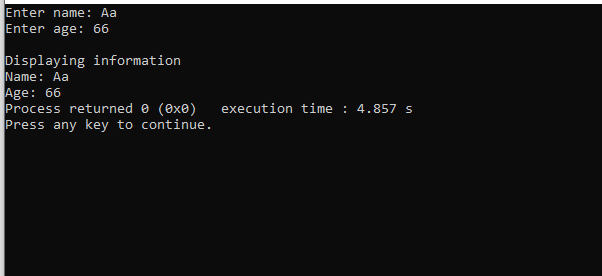 Enter name: Aa
Enter age: 66
Displaying information
Name: Aa
Age: 66
Process returned 0 (0x0)   execution time : 4.857 s
Press any key to continue.